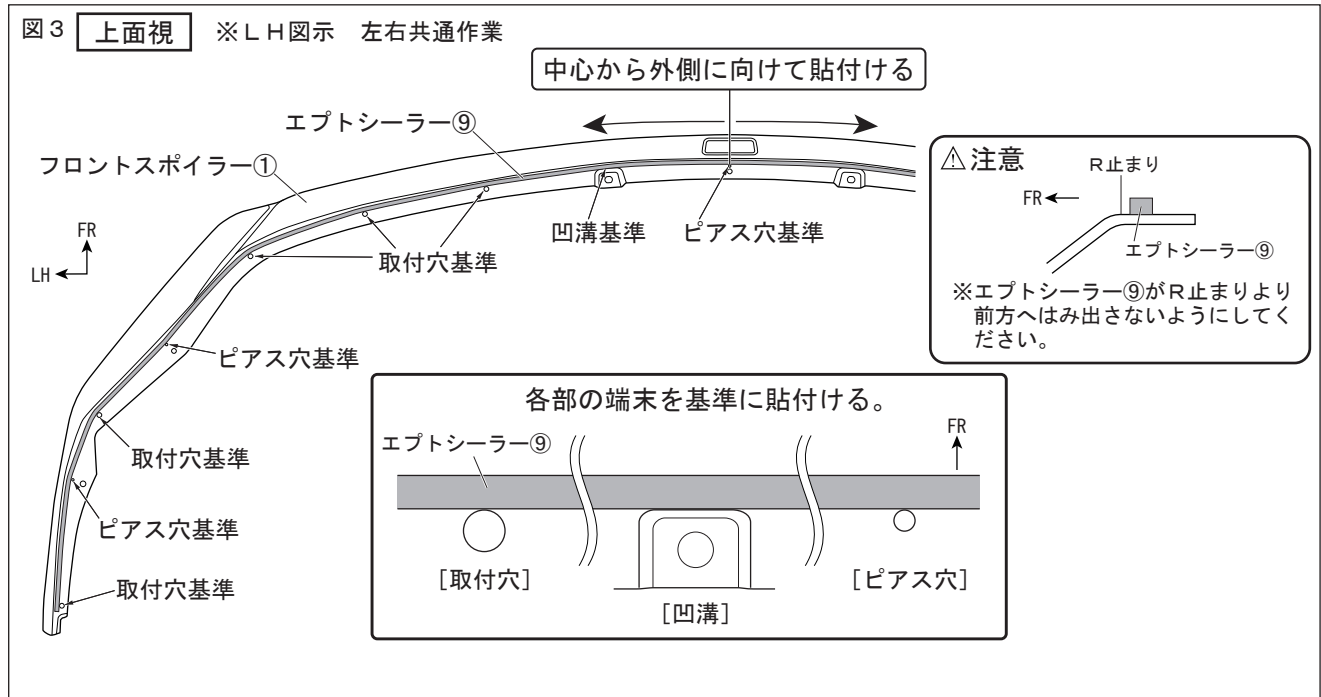 図3 上面視 ※LH図示 左右共通作業
中心から外側に向けて貼付ける
エプトシーラー⑨
フロントスポイラー①
FR
LH
取付穴基準
凹溝基準
ピアス穴基準
ピアス穴基準
取付穴基準
ピアス穴基準
取付穴基準
⚠注意
R止まり
FR
エプトシーラー⑨
※エプトシーラー⑨がR止まりより
前方へはみ出さないようにしてく
ださい。
各部の端末を基準に貼付ける。
エプトシーラー⑨
FR
[取付穴]
[凹溝]
[ピアス穴]